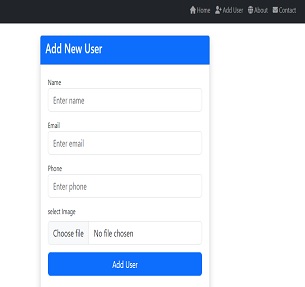 Home Add User About Contact
Add New User
Name
Enter name
Email
Enter email
Phone
Enter phone
select Image
Choose file No file chosen
Add User